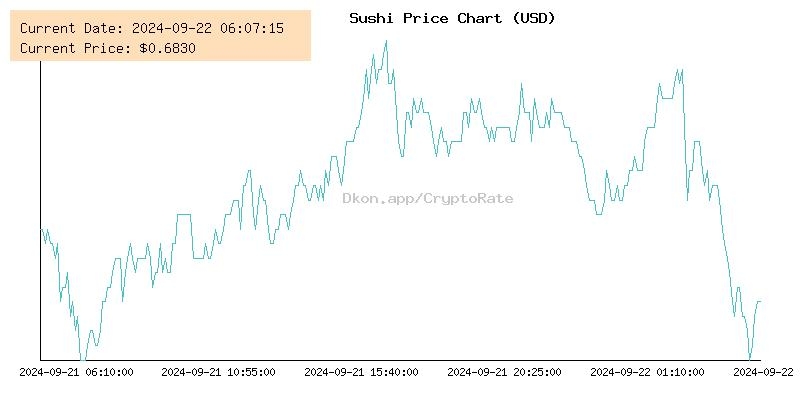 Sushi Price Chart (USD)
Current Date: 2024-09-22 06:07:15
Current Price: $0.6830
Dkon.app/CryptoRate
2024-09-21 06:10:00 2024-09-21 10:55:00 2024-09-21 15:40:00 2024-09-21 20:25:00 2024-09-22 01:10:00 2024-09-22